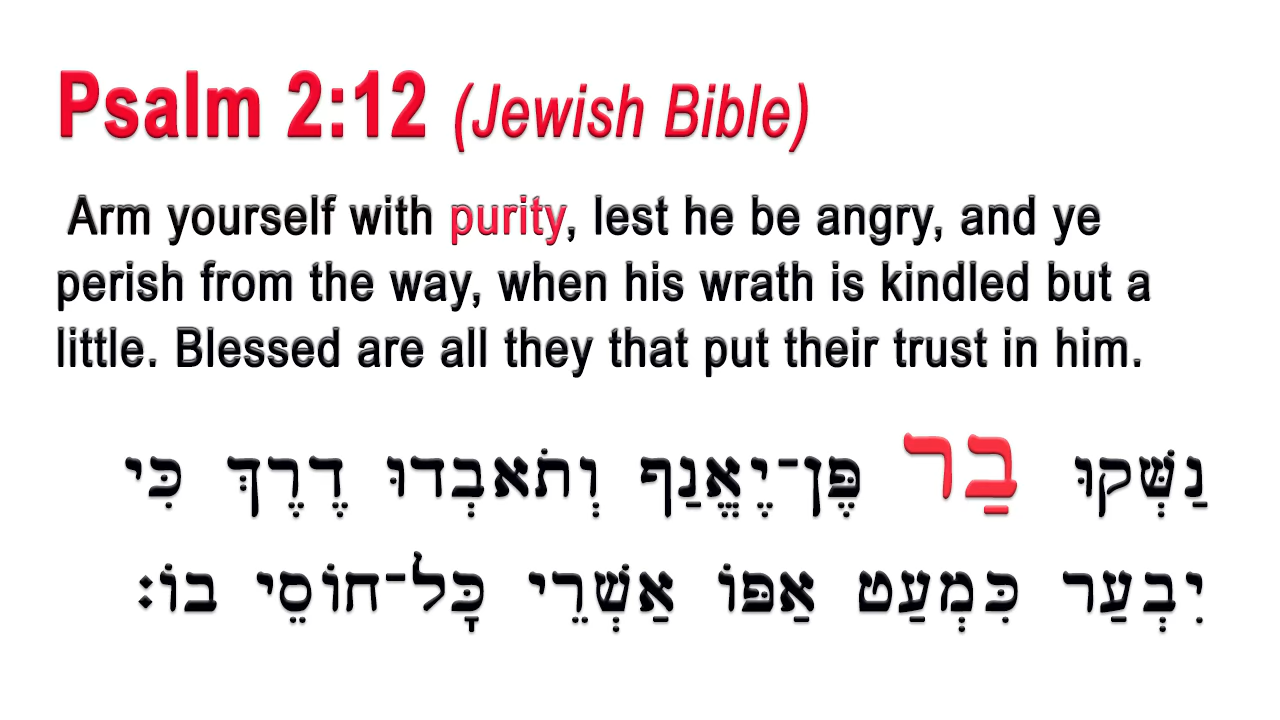 Psalm 2:12 (Jewish Bible)
Arm yourself with purity, lest he be angry, and ye
perish from the way, when his wrath is kindled but a
little. Blessed are all they that put their trust in him.
נַשְּׁקוּ בַר פֶּן־יֶאֱנַף וְתֹאבְדוּ דֶרֶךְ כִּי
יִבְעַר כִּמְעַט אַפּוֹ אַשְׁרֵי כָּל־חוֹסֵי בוֹ׃